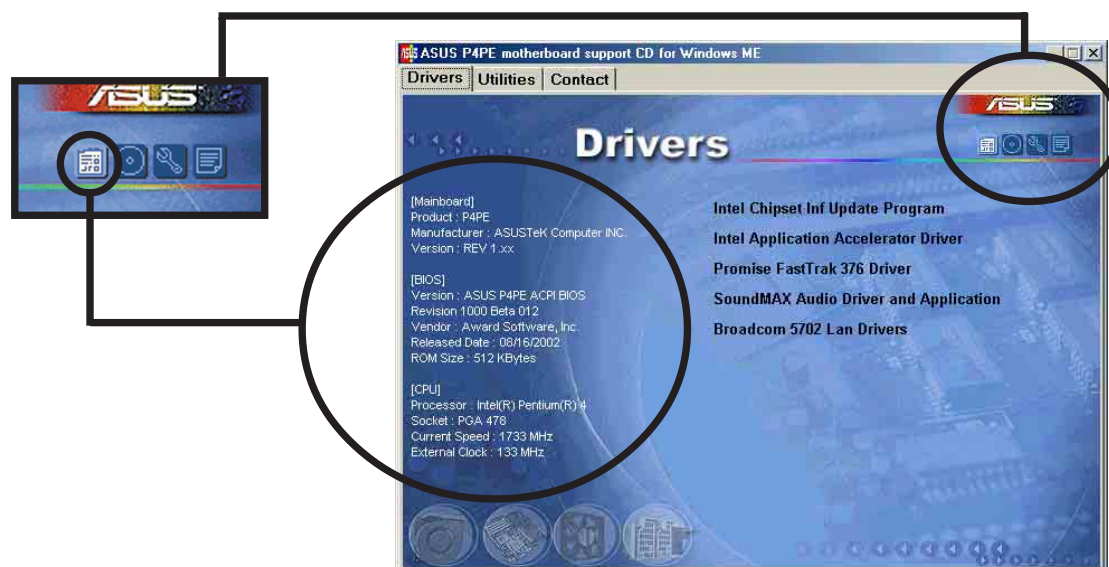 ASUS
ASUS P4PE motherboard support CD for Windows ME
Drivers Utilities Contact
ASUS
Drivers
[Mainboard]
Product : P4PE
Manufacturer : ASUSTeK Computer INC.
Version : REV 1.xx
[BIOS]
Version : ASUS P4PE ACPI BIOS
Revision 1000 Beta 012
Vendor : Award Software, Inc.
Released Date : 08/16/2002
ROM Size : 512 KBytes
[CPU]
Processor : Intel(R) Pentium(R) 4
Socket : PGA 478
Current Speed : 1733 MHz
External Clock : 133 MHz
Intel Chipset Inf Update Program
Intel Application Accelerator Driver
Promise FastTrak 376 Driver
SoundMAX Audio Driver and Application
Broadcom 5702 Lan Drivers